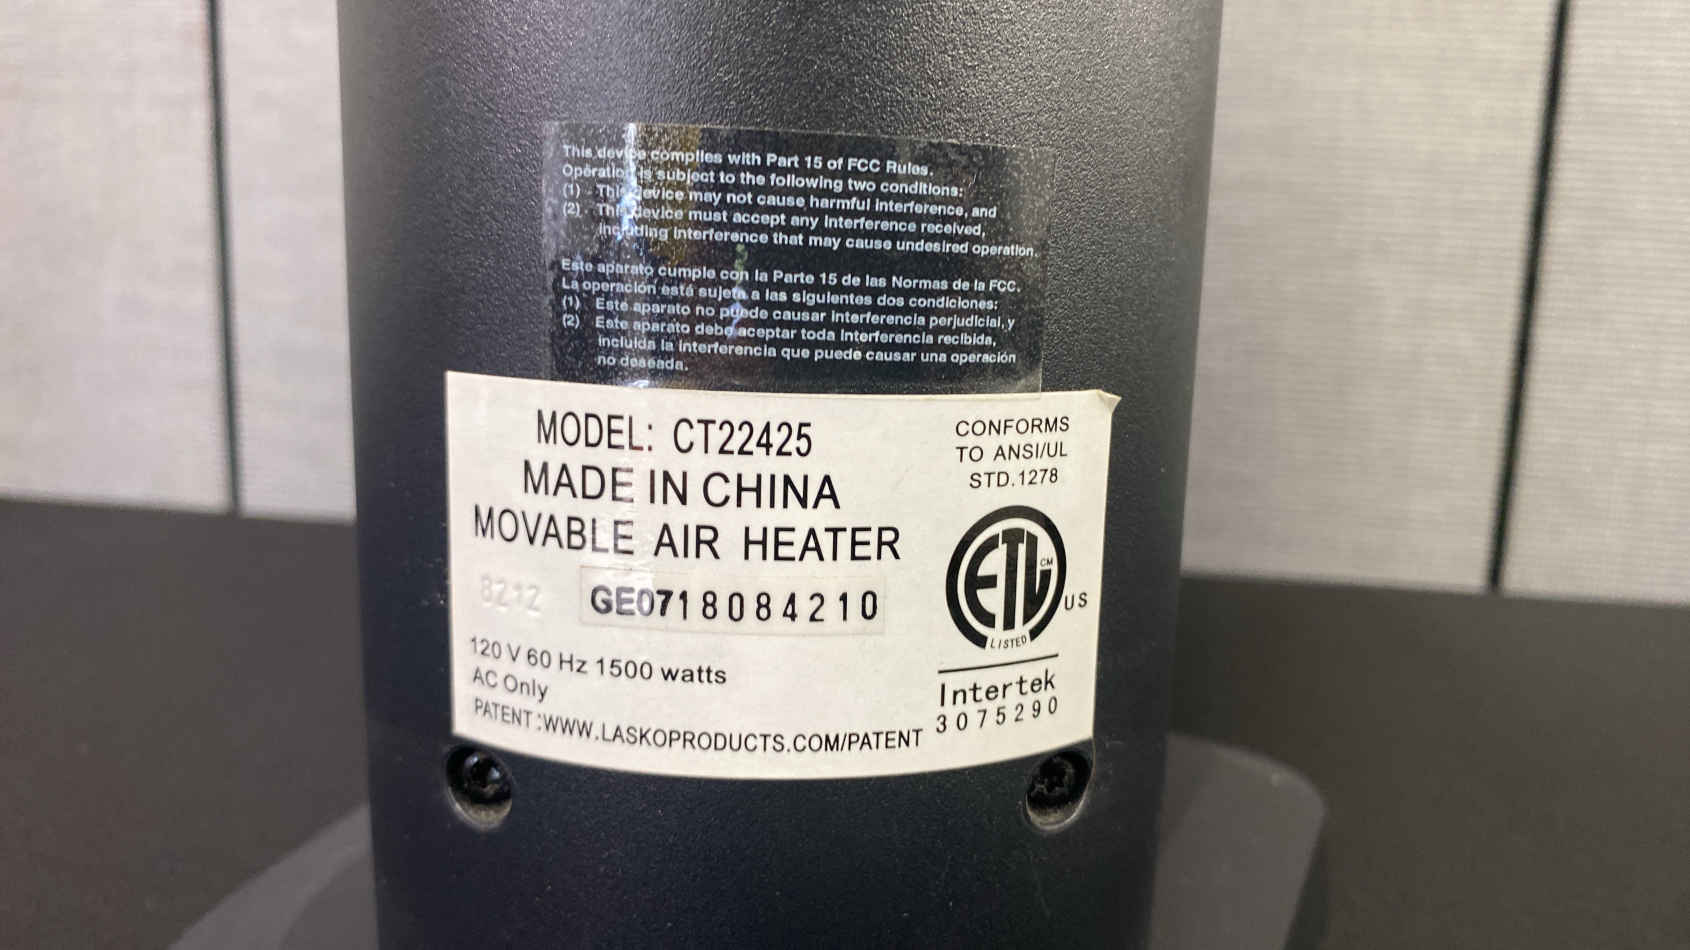 This device complies with Part 15 of FCC Rules.
Operation is subject to the following two conditions:
(1) This device may not cause harmful interference, and
(2) This device must accept any interference received,
including interference that may cause undesired operation.
Este aparato cumple con la Parte 15 de las Normas de la FCC.
La operación está sujeta a las siguientes dos condiciones:
(1) Este aparato no puede causar interferencia perjudicial, y
(2) Este aparato debe aceptar toda interferencia recibida,
incluida la interferencia que puede causar una operación
no deseada.
MODEL: CT22425
MADE IN CHINA
MOVABLE AIR HEATER
8212
GE0718084210
120 V 60 Hz 1500 watts
AC Only
PATENT:WWW.LASKOPRODUCTS.COM/PATENT
CONFORMS
TO ANSI/UL
STD.1278
ETL
CM
US
LISTED
Intertek
3075290